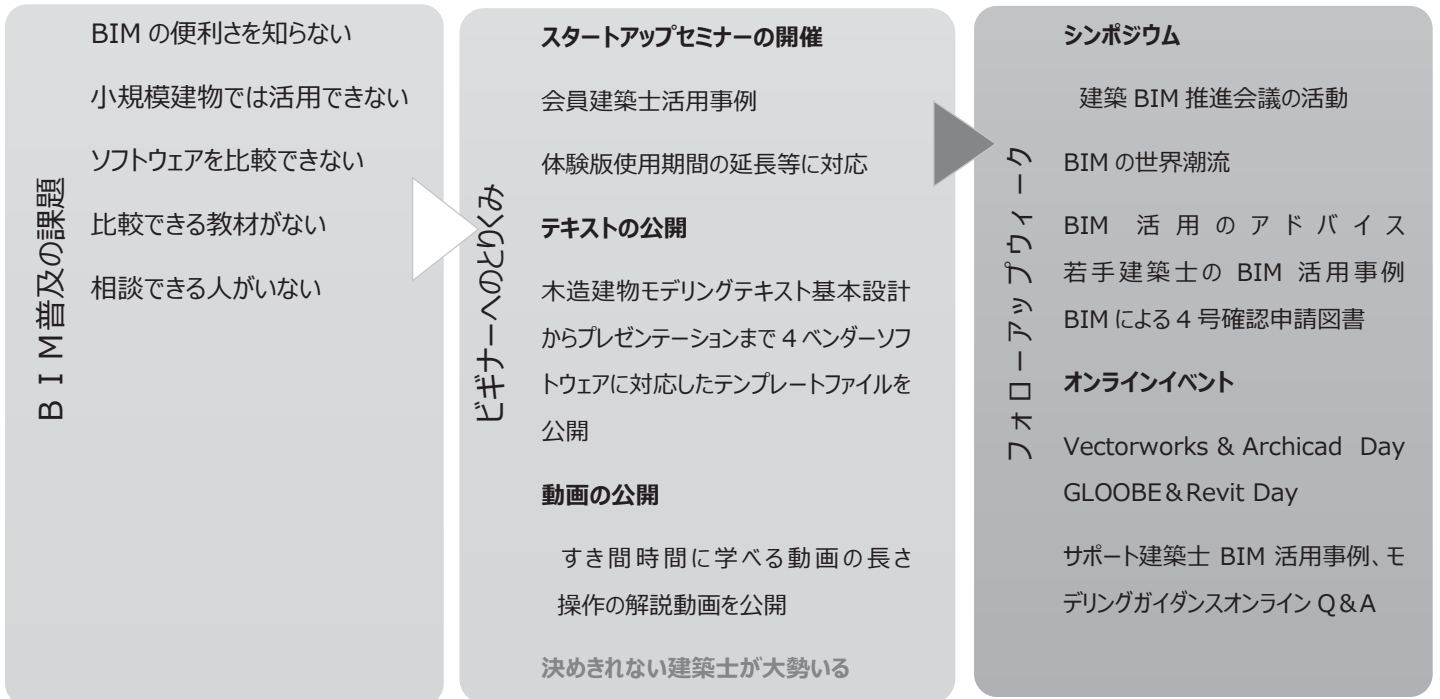 BIM普及の課題
BIM の便利さを知らない
小規模建物では活用できない
ソフトウェアを比較できない
比較できる教材がない
相談できる人がいない
ビギナーへのとりくみ
スタートアップセミナーの開催
会員建築士活用事例
体験版使用期間の延長等に対応
テキストの公開
木造建物モデリングテキスト基本設計
からプレゼンテーションまで 4 ベンダーソフ
トウェアに対応したテンプレートファイルを
公開
動画の公開
すき間時間に学べる動画の長さ
操作の解説動画を公開
決めきれない建築士が大勢いる
フォローアップウィーク
シンポジウム
建築 BIM 推進会議の活動
BIM の世界潮流
BIM 活用のアドバイス
若手建築士の BIM 活用事例
BIM による 4 号確認申請図書
オンラインイベント
Vectorworks & Archicad Day
GLOOBE＆Revit Day
サポート建築士 BIM 活用事例、モ
デリングガイダンスオンライン Q＆A